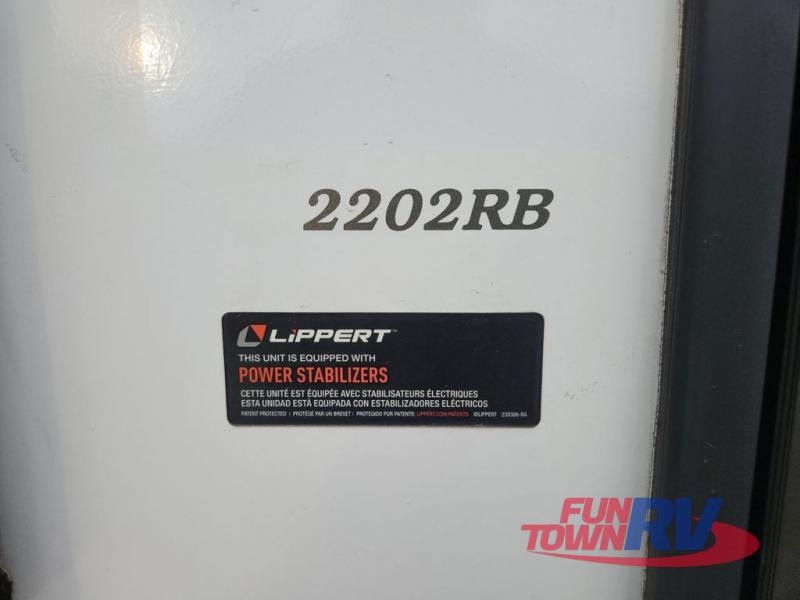 2202RB
LiPPERT™
THIS UNIT IS EQUIPPED WITH
POWER STABILIZERS
CETTE UNITÉ EST ÉQUIPÉE AVEC STABILISATEURS ÉLECTRIQUES
ESTA UNIDAD ESTÁ EQUIPADA CON ESTABILIZADORES ELÉCTRICOS
PATENT PROTECTED | PROTÉGÉ PAR UN BREVET | PROTEGIDO POR PATENTE: LIPPERT.COM/PATENTS ©LIPPERT
FUN
TOWN RV